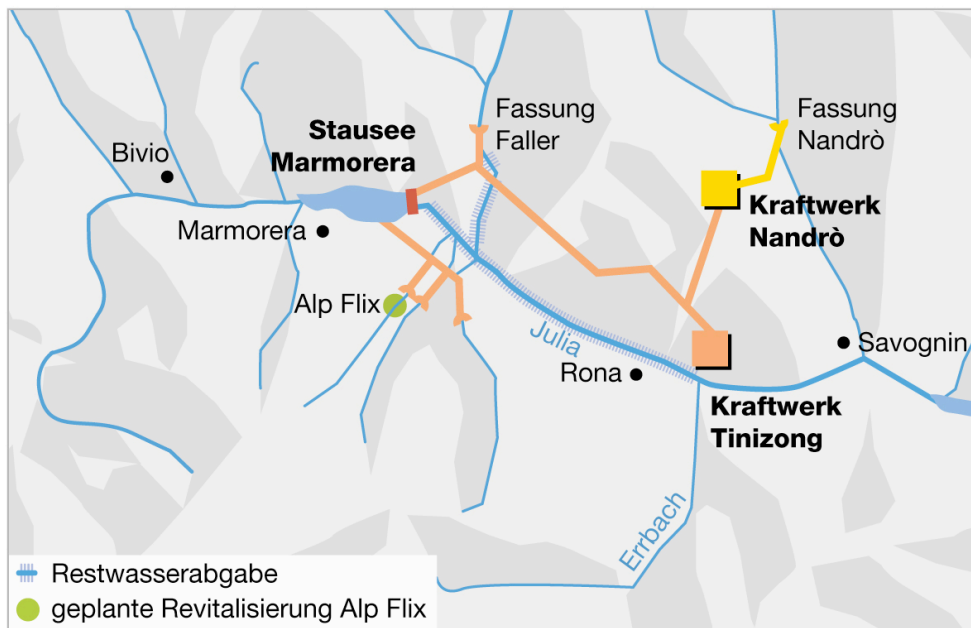 Fassung
Faller
Fassung
Nandrò
Stausee
Marmorera
Bivio
Kraftwerk
Nandrò
Marmorera
Alp Flix
Julia
Savognin
Rona
Kraftwerk
Tinizong
Errbach
Restwasserabgabe
geplante Revitalisierung Alp Flix